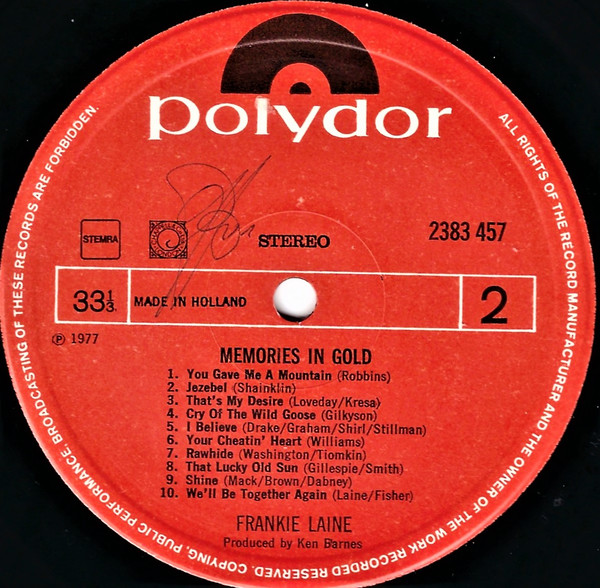 polydor
ALL RIGHTS OF THE RECORD MANUFACTURER AND OF THE OWNER OF THE WORK RECORDED RESERVED. COPYING, PUBLIC PERFORMANCE, BROADCASTING OF THESE RECORDS ARE FORBIDDEN.
STEMRA
STEREO
2383 457
33⅓
MADE IN HOLLAND
2
℗ 1977
MEMORIES IN GOLD
1. You Gave Me A Mountain (Robbins)
2. Jezebel (Shainklin)
3. That's My Desire (Loveday/Kresa)
4. Cry Of The Wild Goose (Gilkyson)
5. I Believe (Drake/Graham/Shirl/Stillman)
6. Your Cheatin' Heart (Williams)
7. Rawhide (Washington/Tiomkin)
8. That Lucky Old Sun (Gillespie/Smith)
9. Shine (Mack/Brown/Dabney)
10. We'll Be Together Again (Laine/Fisher)
FRANKIE LAINE
Produced by Ken Barnes